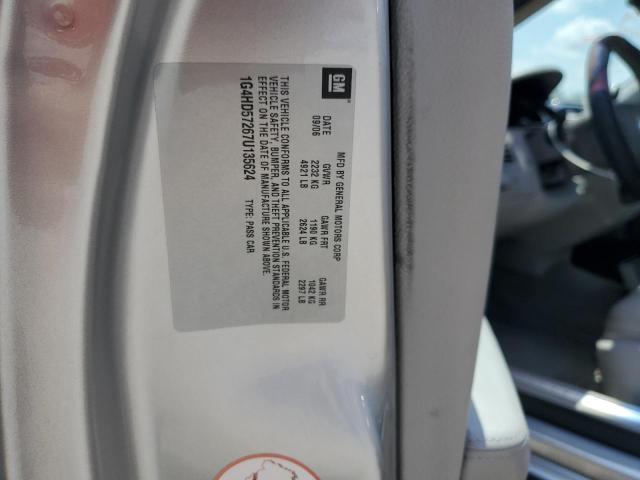 GM
MFD BY GENERAL MOTORS CORP
DATE GVWR GAWR FRT GAWR RR
09/06 2232 KG 1190 KG 1042 KG
4921 LB 2624 LB 2297 LB
THIS VEHICLE CONFORMS TO ALL APPLICABLE U.S. FEDERAL MOTOR
VEHICLE SAFETY, BUMPER, AND THEFT PREVENTION STANDARDS IN
EFFECT ON THE DATE OF MANUFACTURE SHOWN ABOVE.
1G4HD57267U135624 TYPE: PASS CAR